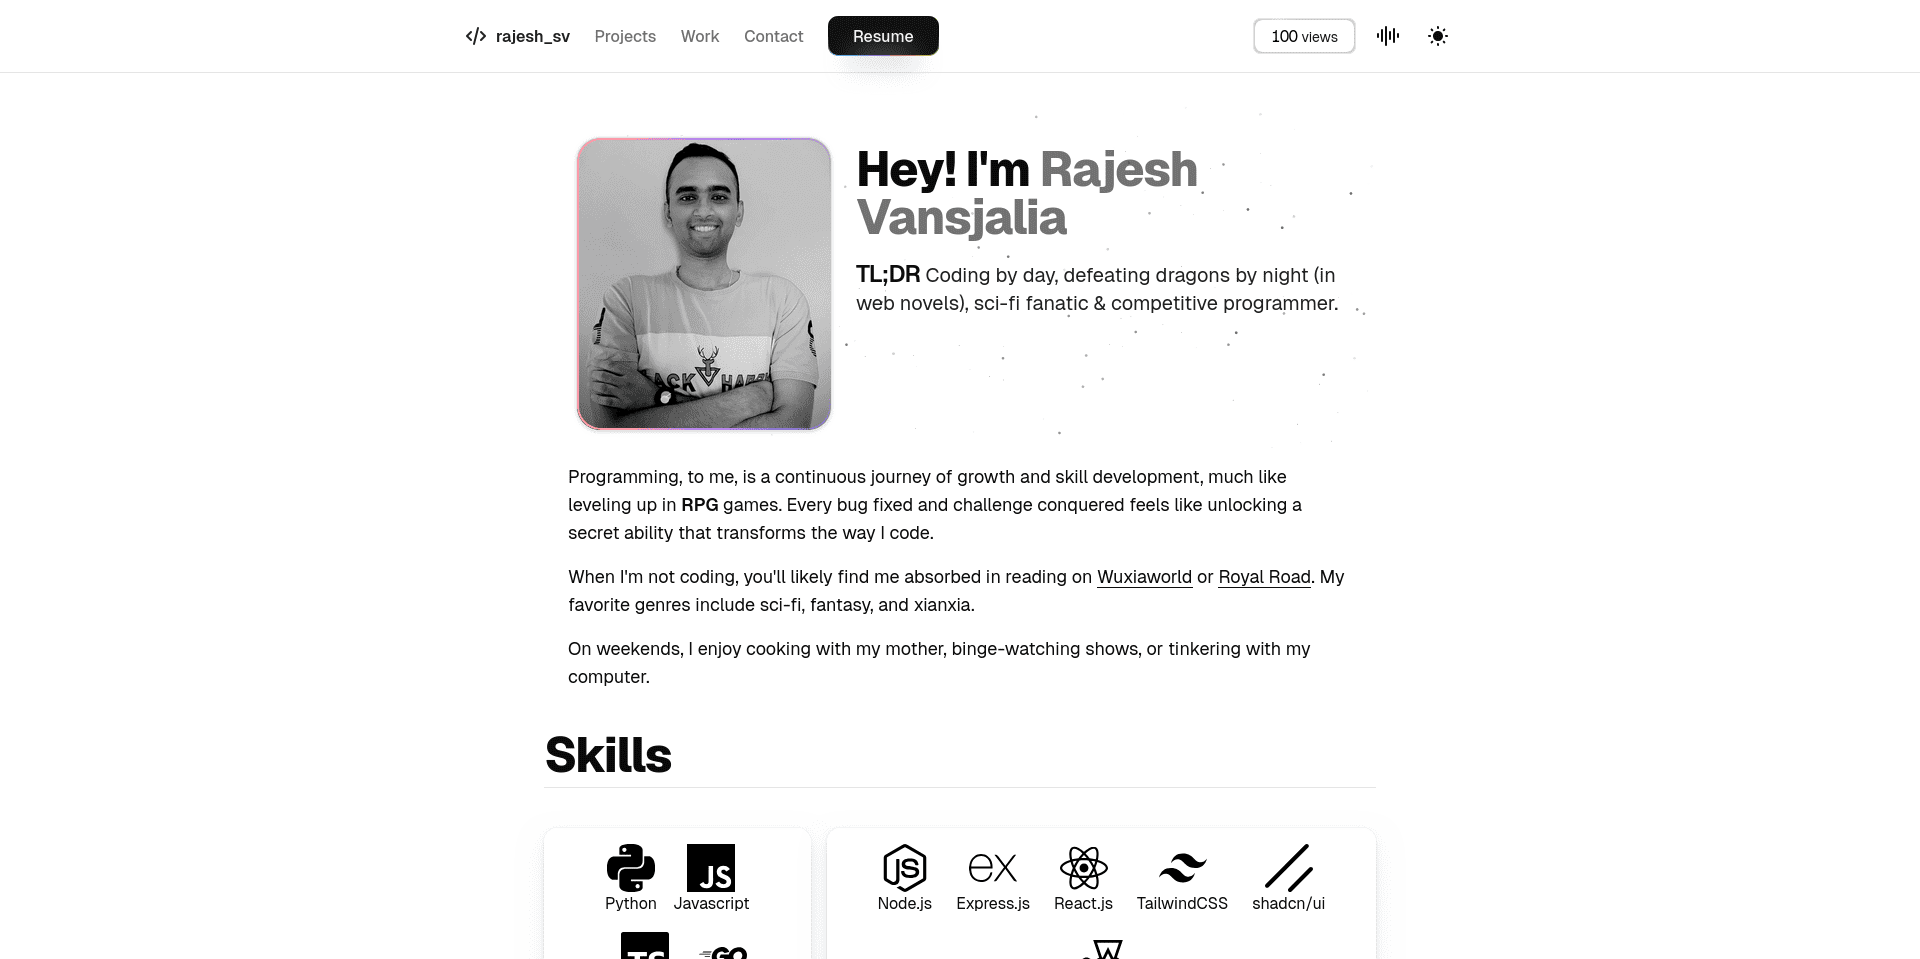 rajesh_sv Projects Work Contact Resume 100 views
Hey! I'm Rajesh
Vansjalia
TL;DR Coding by day, defeating dragons by night (in
web novels), sci-fi fanatic & competitive programmer.
Programming, to me, is a continuous journey of growth and skill development, much like
leveling up in RPG games. Every bug fixed and challenge conquered feels like unlocking a
secret ability that transforms the way I code.
When I'm not coding, you'll likely find me absorbed in reading on Wuxiaworld or Royal Road. My
favorite genres include sci-fi, fantasy, and xianxia.
On weekends, I enjoy cooking with my mother, binge-watching shows, or tinkering with my
computer.
Skills
JS JS ex
Python Javascript Node.js Express.js React.js TailwindCSS shadcn/ui
TS GO